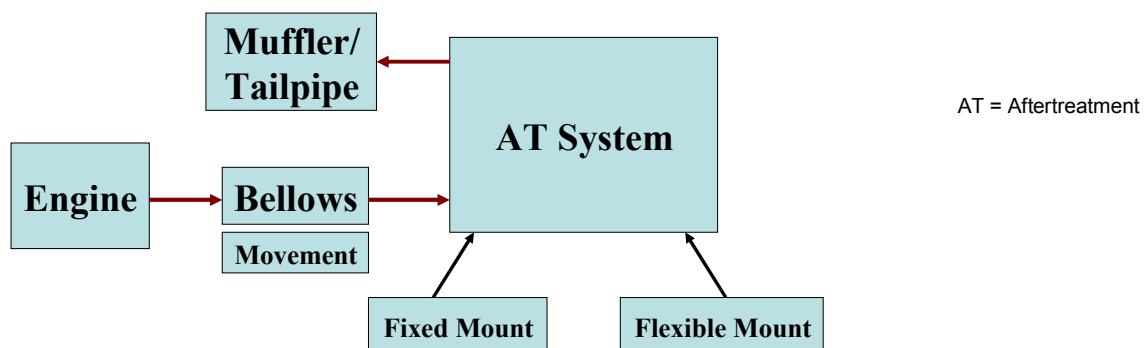 Muffler/
Tailpipe
AT System
AT = Aftertreatment
Engine
Bellows
Movement
Fixed Mount
Flexible Mount